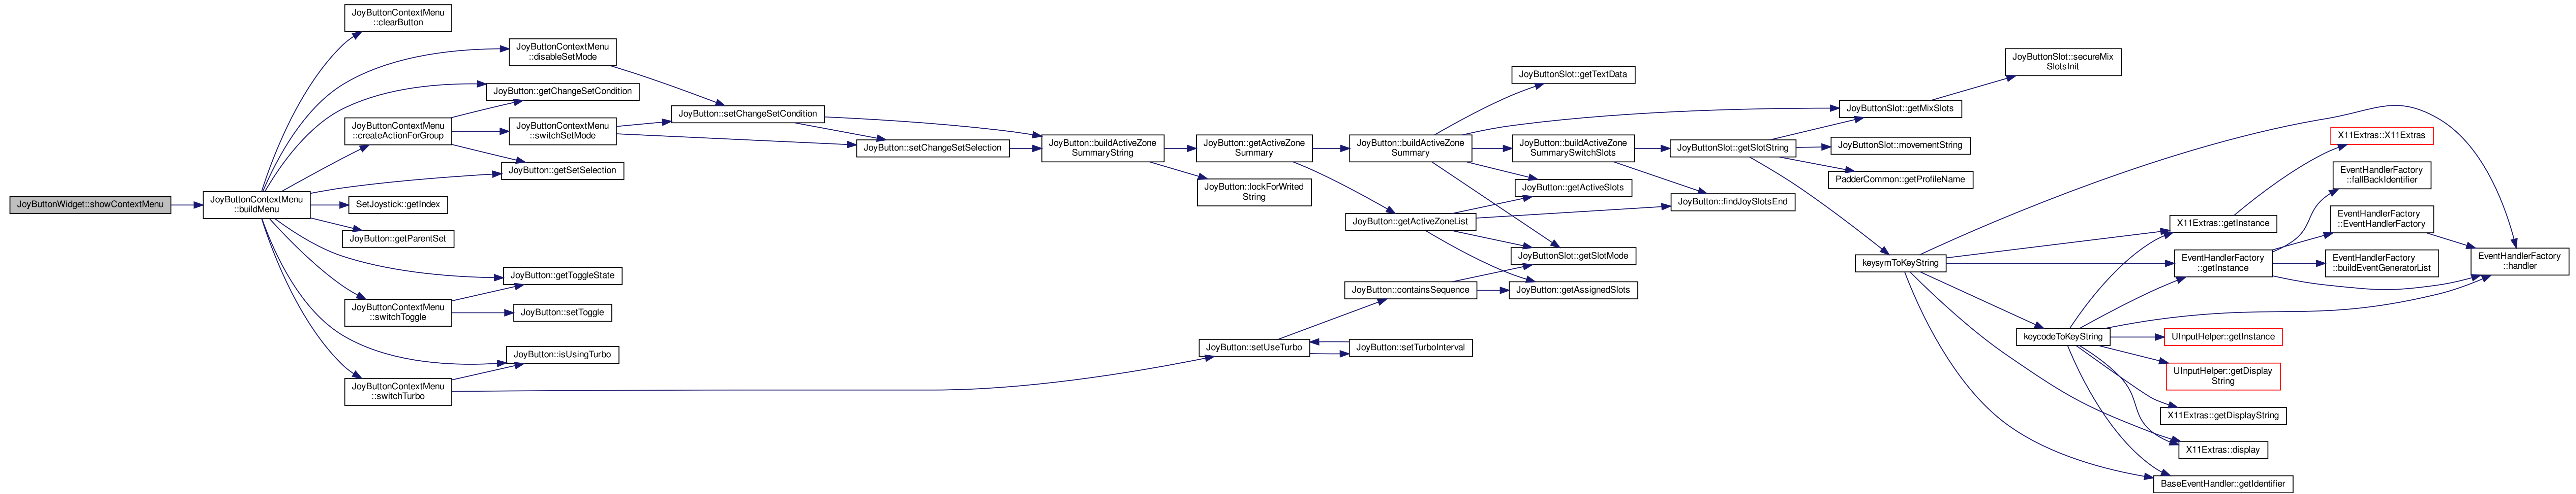 JoyButtonWidget::showContextMenu
JoyButtonContextMenu
::buildMenu
JoyButtonContextMenu
::clearButton
JoyButtonContextMenu
::disableSetMode
JoyButton::getChangeSetCondition
JoyButtonContextMenu
::createActionForGroup
JoyButtonContextMenu
::switchSetMode
JoyButton::getSetSelection
SetJoystick::getIndex
JoyButton::getParentSet
JoyButton::getToggleState
JoyButtonContextMenu
::switchToggle
JoyButton::setToggle
JoyButton::isUsingTurbo
JoyButtonContextMenu
::switchTurbo
JoyButton::setChangeSetCondition
JoyButton::setChangeSetSelection
JoyButton::buildActiveZone
SummaryString
JoyButton::getActiveZone
Summary
JoyButton::lockForWrited
String
JoyButton::buildActiveZone
Summary
JoyButton::getActiveZoneList
JoyButton::containsSequence
JoyButton::setUseTurbo
JoyButton::setTurboInterval
JoyButtonSlot::getTextData
JoyButton::buildActiveZone
SummarySwitchSlots
JoyButton::getActiveSlots
JoyButton::findJoySlotsEnd
JoyButtonSlot::getSlotMode
JoyButton::getAssignedSlots
JoyButtonSlot::getSlotString
JoyButtonSlot::getMixSlots
JoyButtonSlot::secureMix
SlotsInit
JoyButtonSlot::movementString
PadderCommon::getProfileName
keysymToKeyString
keycodeToKeyString
X11Extras::getInstance
X11Extras::X11Extras
EventHandlerFactory
::getInstance
EventHandlerFactory
::fallBackIdentifier
EventHandlerFactory
::EventHandlerFactory
EventHandlerFactory
::buildEventGeneratorList
EventHandlerFactory
::handler
UInputHelper::getInstance
UInputHelper::getDisplay
String
X11Extras::getDisplayString
X11Extras::display
BaseEventHandler::getIdentifier